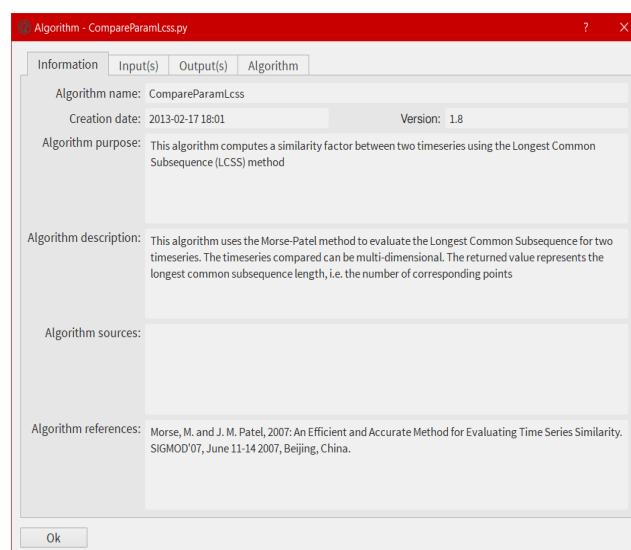 Algorithm - CompareParamLcss.py ? ×
Information Input(s) Output(s) Algorithm
Algorithm name: CompareParamLcss
Creation date: 2013-02-17 18:01 Version: 1.8
Algorithm purpose: This algorithm computes a similarity factor between two timeseries using the Longest Common
Subsequence (LCSS) method
Algorithm description: This algorithm uses the Morse-Patel method to evaluate the Longest Common Subsequence for two
timeseries. The timeseries compared can be multi-dimensional. The returned value represents the
longest common subsequence length, i.e. the number of corresponding points
Algorithm sources:
Algorithm references: Morse, M. and J. M. Patel, 2007: An Efficient and Accurate Method for Evaluating Time Series Similarity.
SIGMOD'07, June 11-14 2007, Beijing, China.
Ok